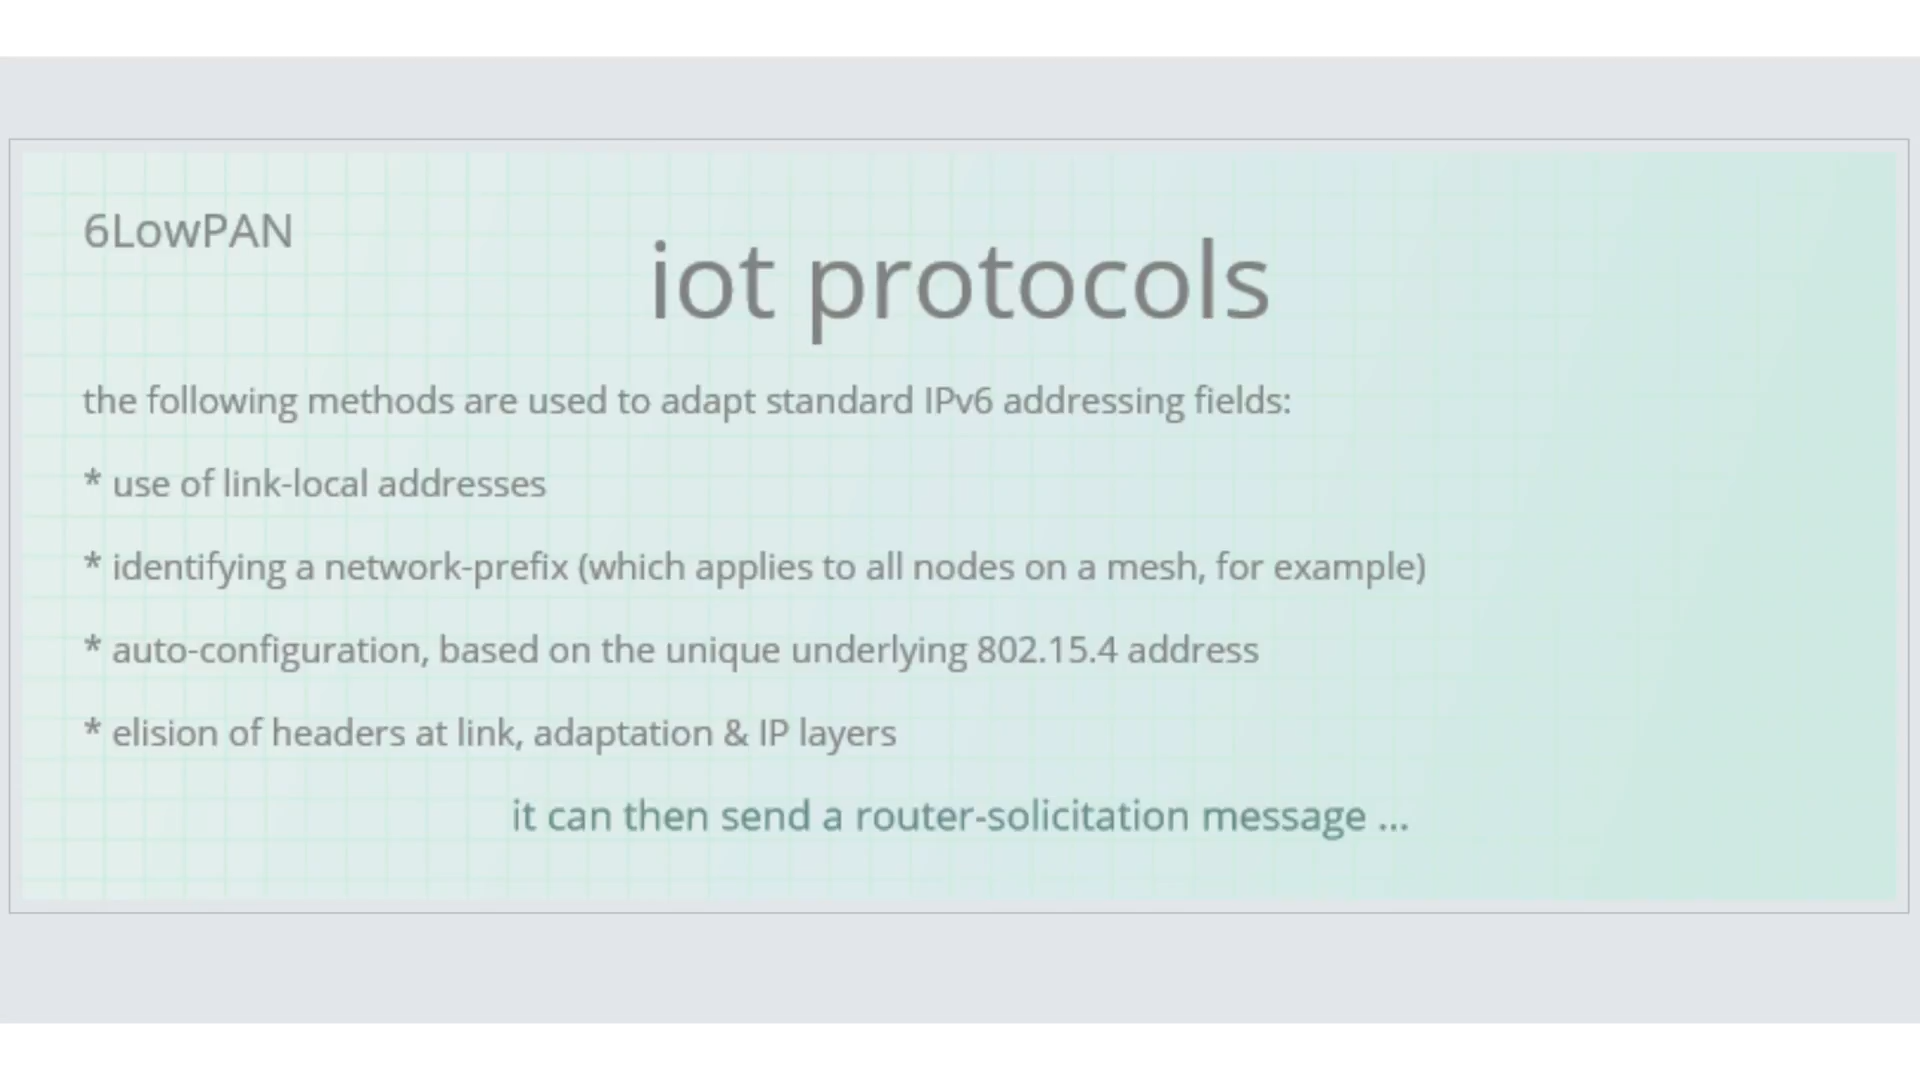 6LowPAN
iot protocols
the following methods are used to adapt standard IPv6 addressing fields:
* use of link-local addresses
* identifying a network-prefix (which applies to all nodes on a mesh, for example)
* auto-configuration, based on the unique underlying 802.15.4 address
* elision of headers at link, adaptation & IP layers
it can then send a router-solicitation message ...